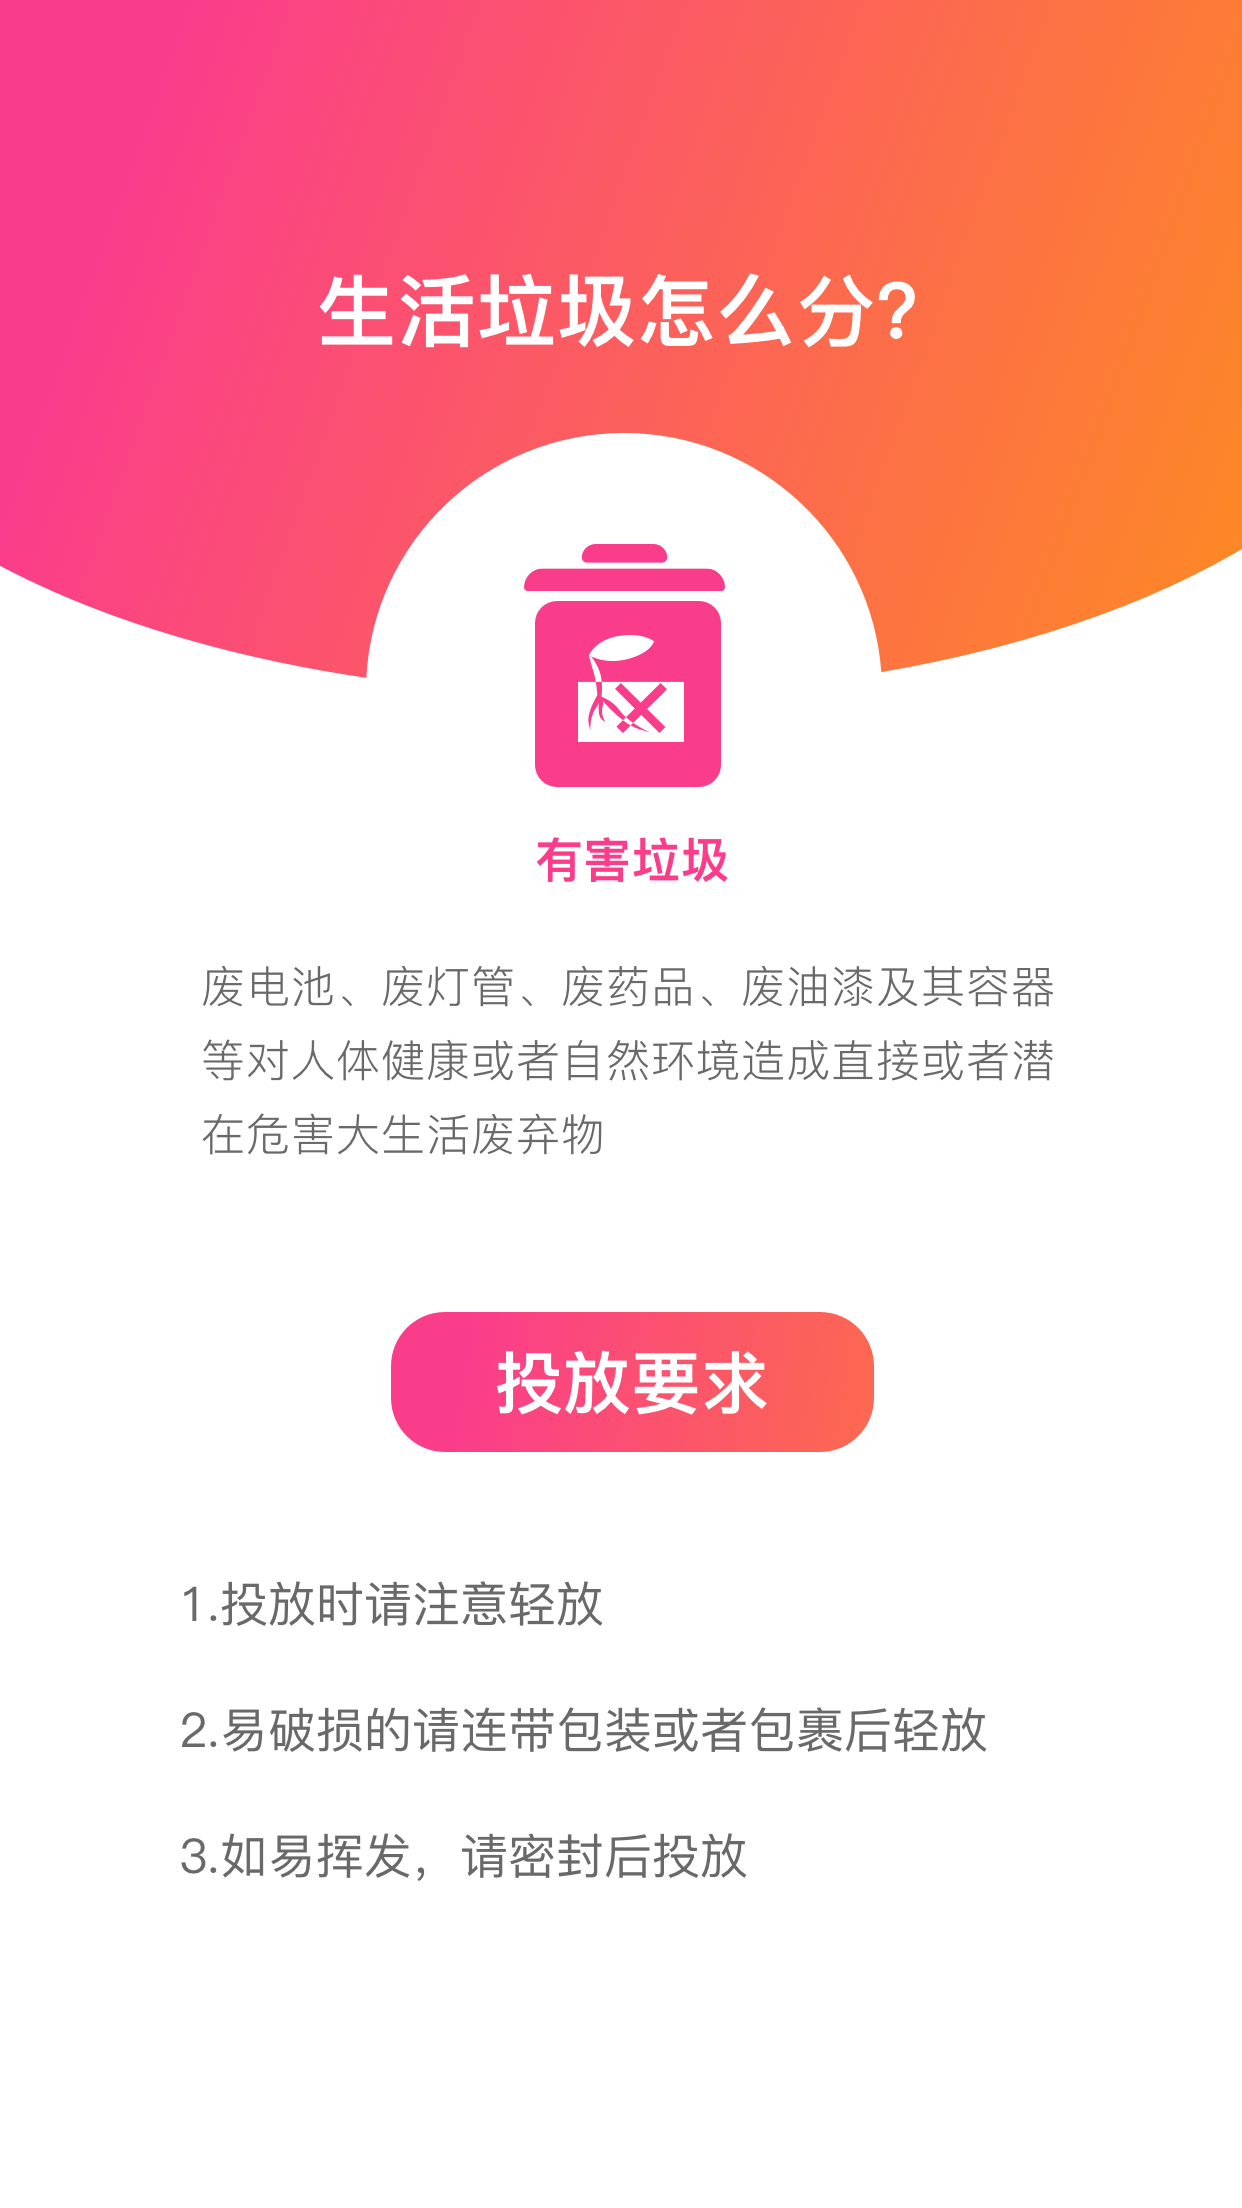 生活垃圾怎么分?
有害垃圾
废电池、废灯管、废药品、废油漆及其容器
等对人体健康或者自然环境造成直接或者潜
在危害大生活废弃物
投放要求
1.投放时请注意轻放
2.易破损的请连带包装或者包裹后轻放
3.如易挥发，请密封后投放